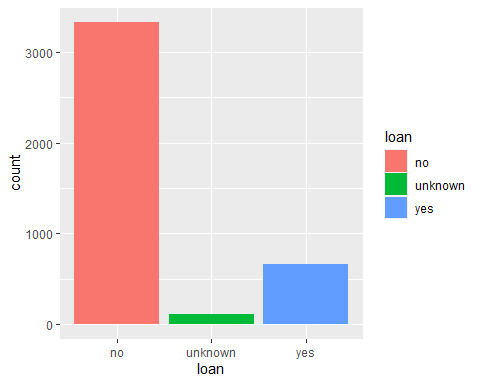 3000
2000
1000
0
count
no
unknown
yes
loan
loan
no
unknown
yes